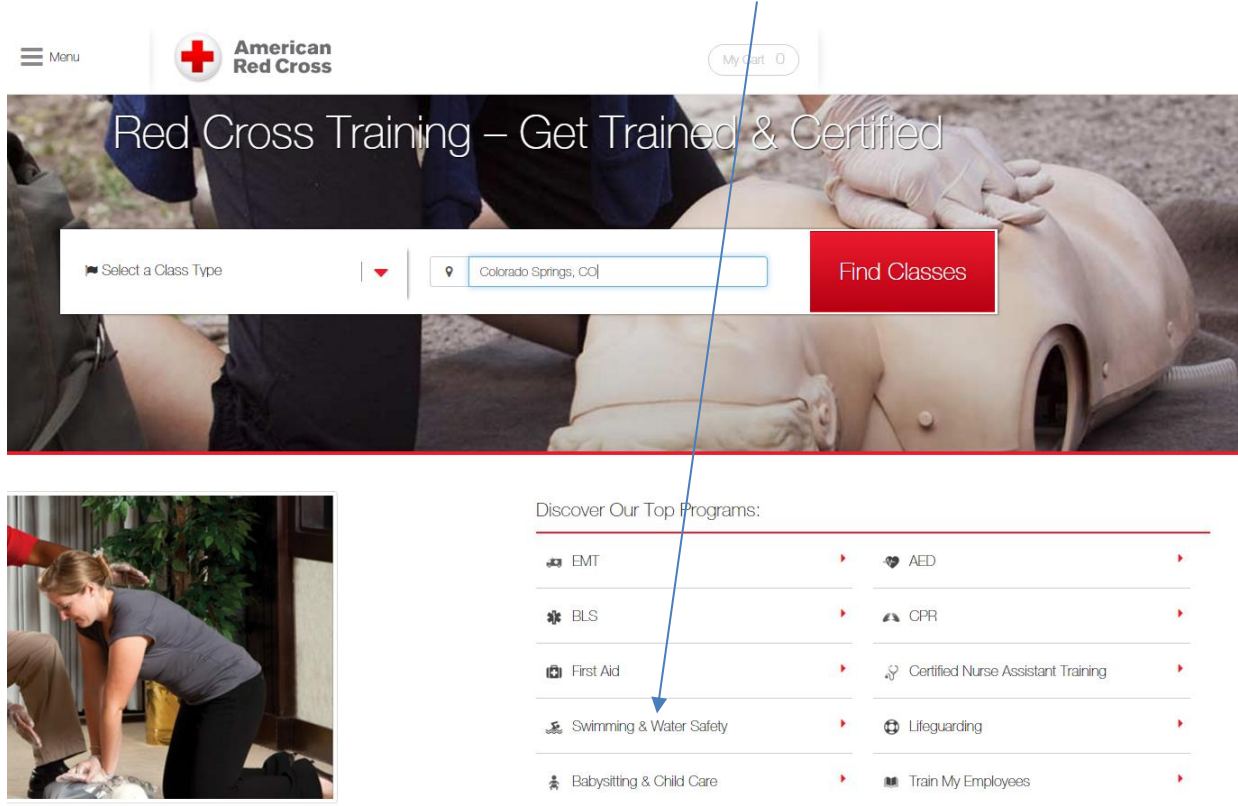 Menu
American
Red Cross
My Cart 0
Red Cross Training – Get Trained & Certified
Select a Class Type
Colorado Springs, CO
Find Classes
Discover Our Top Programs:
EMT
AED
BLS
CPR
First Aid
Certified Nurse Assistant Training
Swimming & Water Safety
Lifeguarding
Babysitting & Child Care
Train My Employees